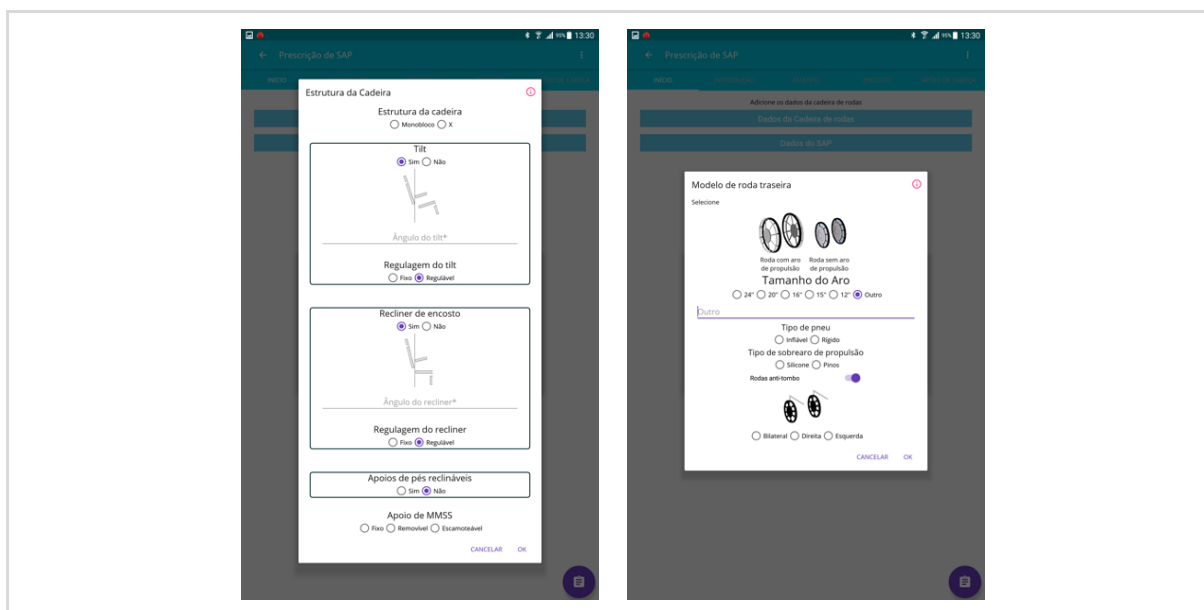 95% 13:30
Prescrição de SAP
INÍCIO
Estrutura da Cadeira
Estrutura da cadeira
Monobloco X
Tilt
Sim Não
Ângulo do tilt*
Regulagem do tilt
Fixo Regulável
Recliner de encosto
Sim Não
Ângulo do recliner*
Regulagem do recliner
Fixo Regulável
Apoios de pés reclináveis
Sim Não
Apoio de MMSS
Fixo Removível Escamoteável
CANCELAR OK
95% 13:30
Prescrição de SAP
INÍCIO
Adicione os dados da cadeira de rodas
Dados da Cadeira de rodas
Dados do SAP
Modelo de roda traseira
Selecione
Roda com aro Roda sem aro
de propulsão de propulsão
Tamanho do Aro
24" 20" 16" 15" 12" Outro
Outro
Tipo de pneu
Inflável Rígido
Tipo de sobrearo de propulsão
Silicone Pinos
Rodas anti-tombo
Bilateral Direita Esquerda
CANCELAR OK